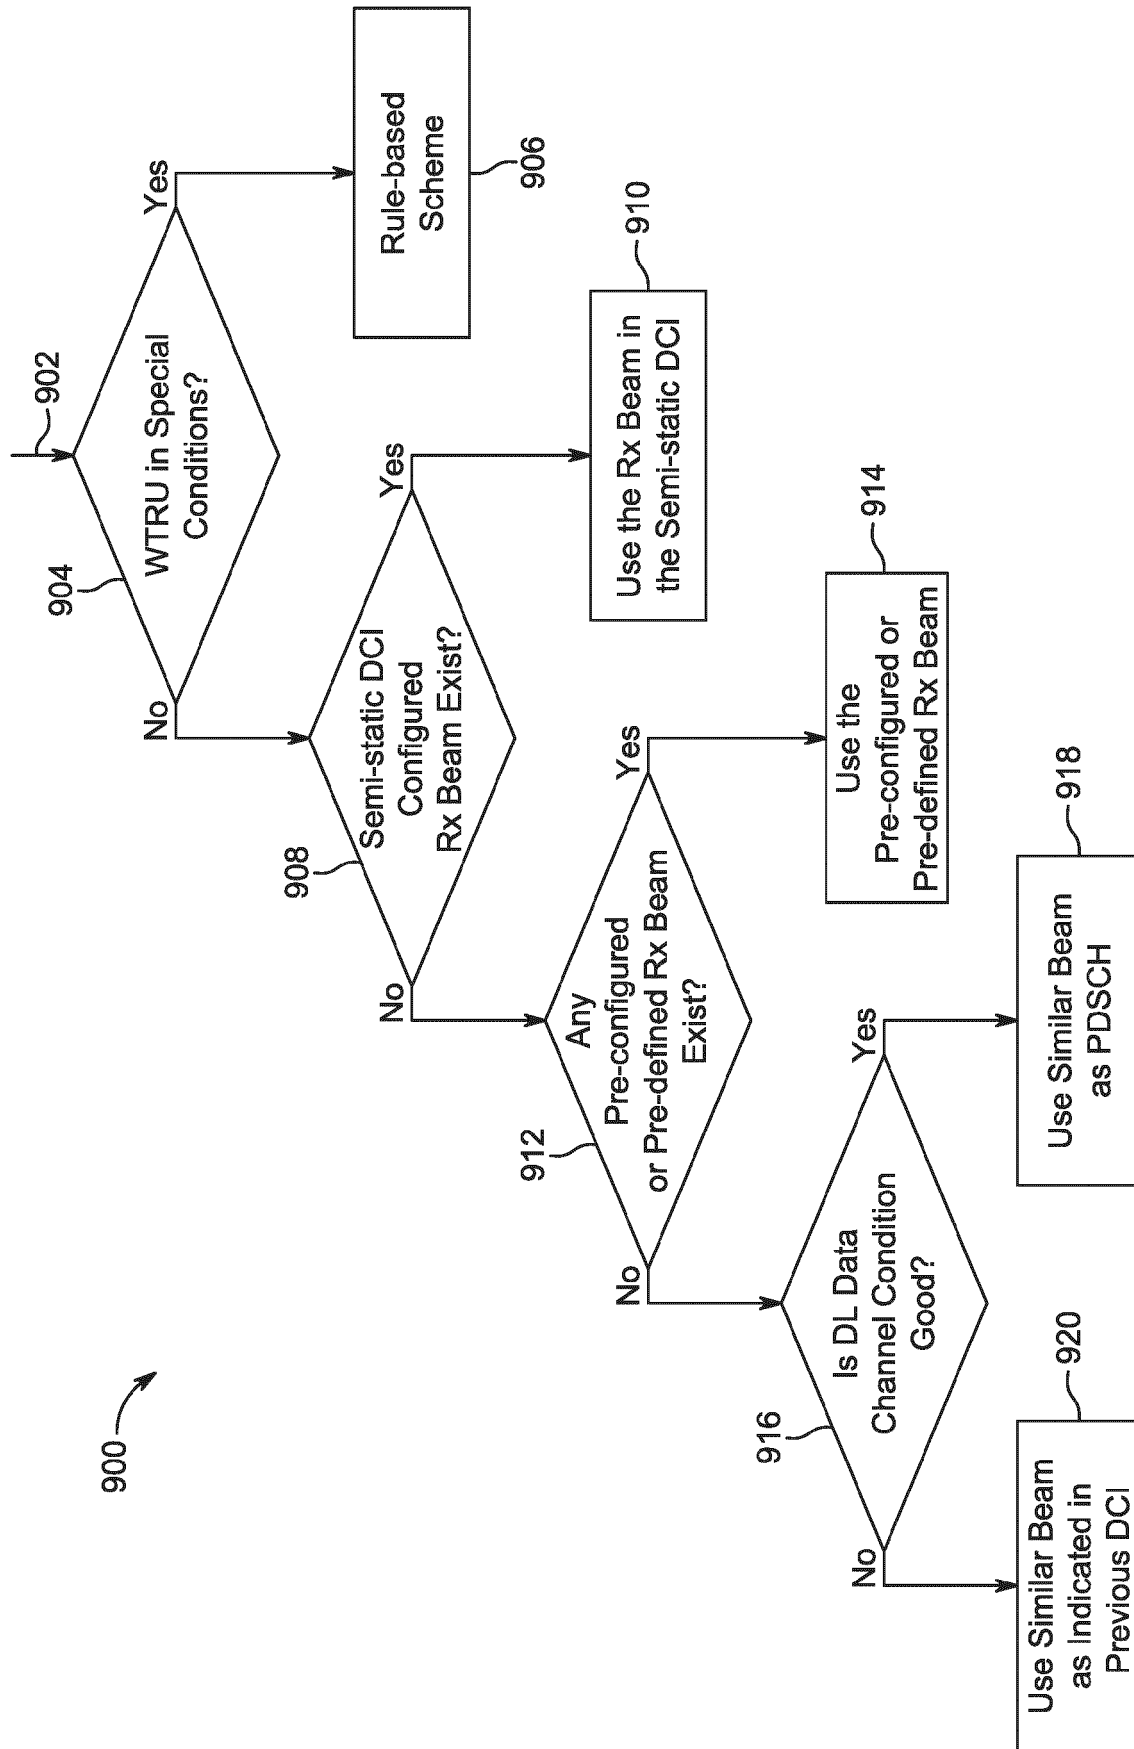 900
902
904
WTRU in Special
Conditions?
Yes
No
Rule-based
Scheme
906
908
Semi-static DCI
Configured
Rx Beam Exist?
Yes
No
Use the Rx Beam in
the Semi-static DCI
910
912
Any
Pre-configured
or Pre-defined Rx Beam
Exist?
Yes
No
Use the
Pre-configured or
Pre-defined Rx Beam
914
916
Is DL Data
Channel Condition
Good?
Yes
No
Use Similar Beam
as PDSCH
918
Use Similar Beam
as Indicated in
Previous DCI
920